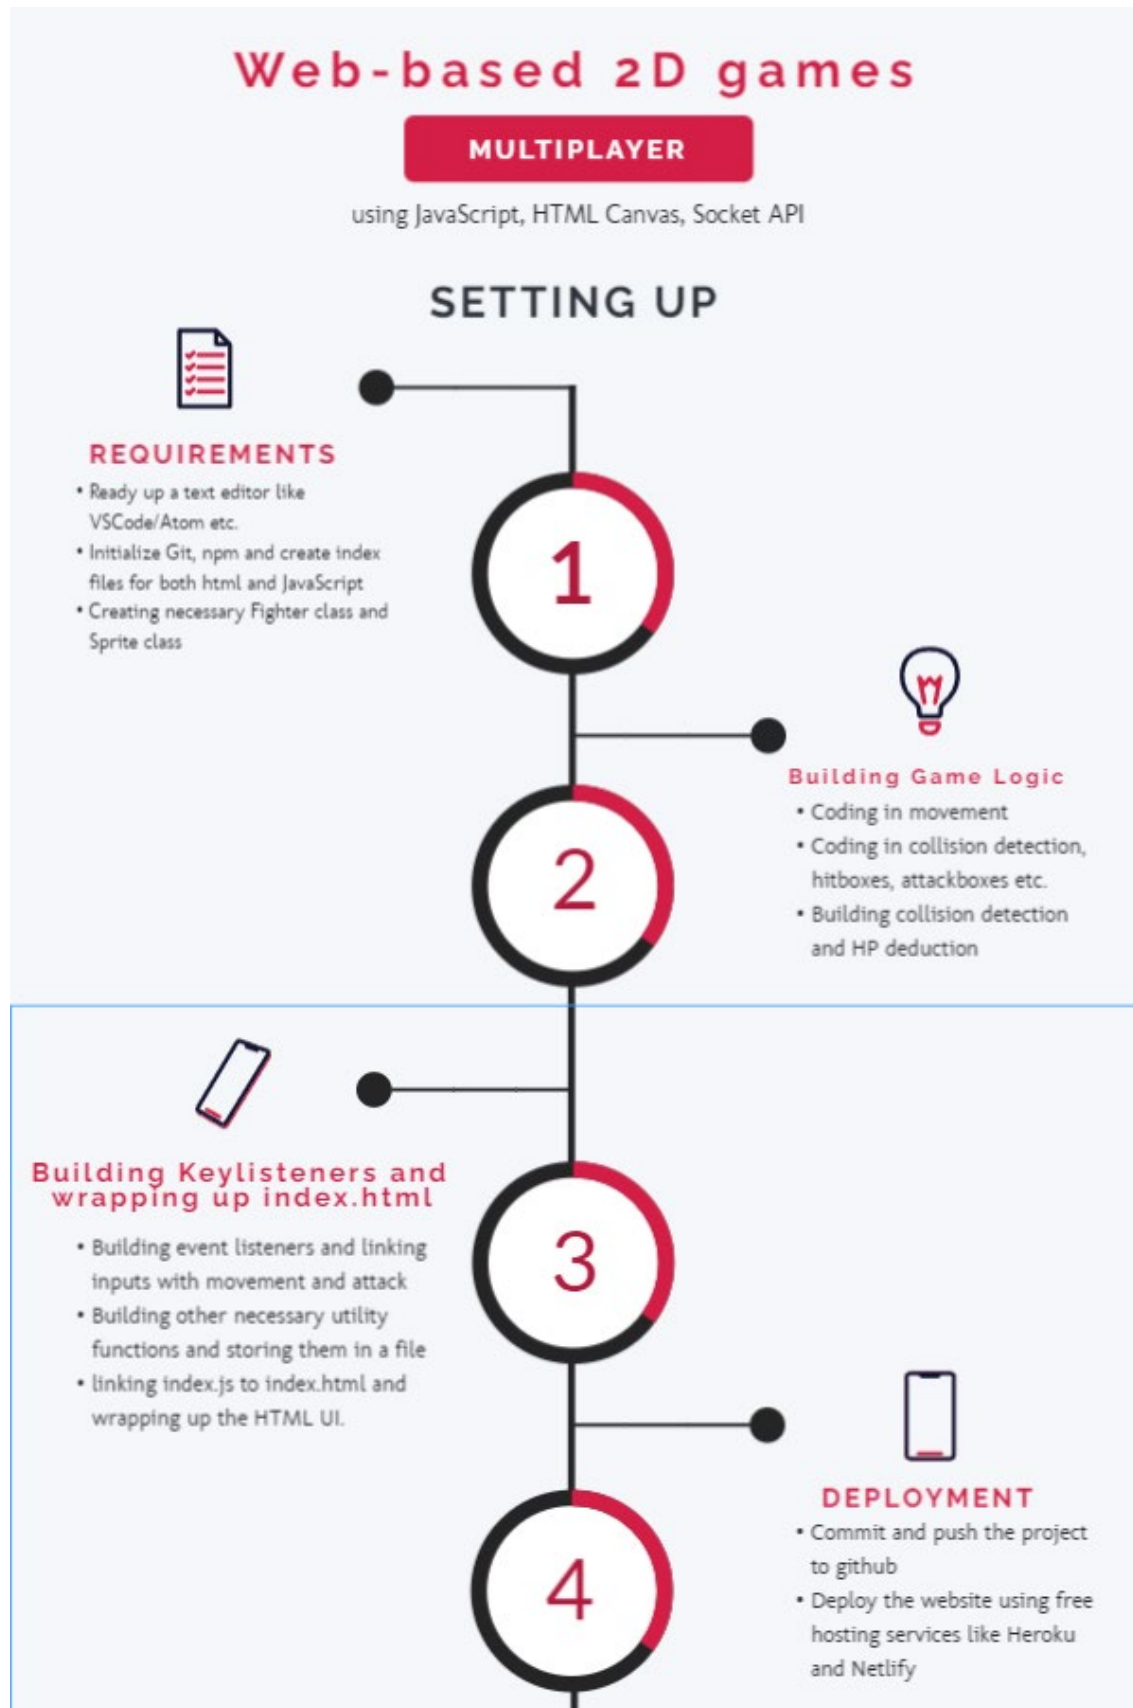 Web-based 2D games
MULTIPLAYER
using JavaScript, HTML Canvas, Socket API
SETTING UP
REQUIREMENTS
• Ready up a text editor like
VSCode/Atom etc.
• Initialize Git, npm and create index
files for both html and JavaScript
• Creating necessary Fighter class and
Sprite class
1
Building Game Logic
• Coding in movement
• Coding in collision detection,
hitboxes, attackboxes etc.
• Building collision detection
and HP deduction
2
Building Keylisteners and
wrapping up index.html
• Building event listeners and linking
inputs with movement and attack
• Building other necessary utility
functions and storing them in a file
• linking index.js to index.html and
wrapping up the HTML UI.
3
DEPLOYMENT
• Commit and push the project
to github
• Deploy the website using free
hosting services like Heroku
and Netlify
4